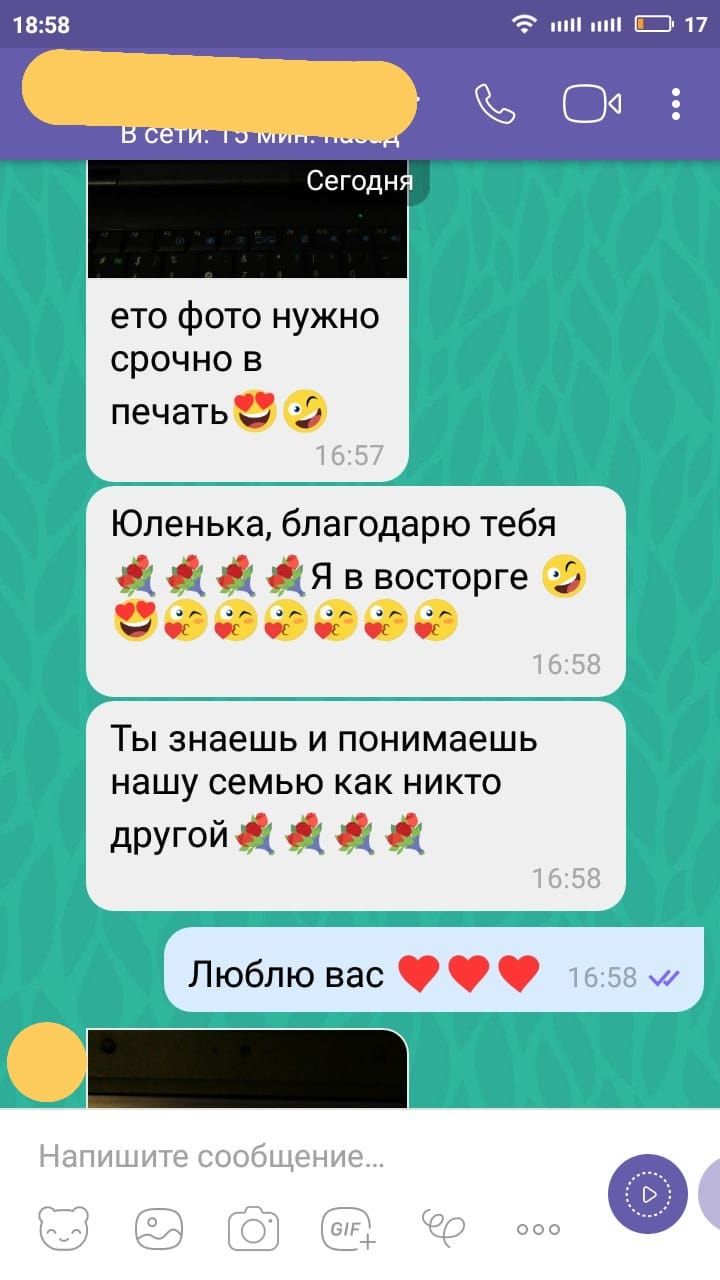 18:58
17
В сети: 15 мин. назад
Сегодня
ето фото нужно
срочно в
печать😍🤪
16:57
Юленька, благодарю тебя
💐💐💐💐Я в восторге 🤪
😍😘😘😘😘😘😘
16:58
Ты знаешь и понимаешь
нашу семью как никто
другой💐💐💐💐
16:58
Люблю вас ❤️❤️❤️ 16:58
Напишите сообщение...
GIF